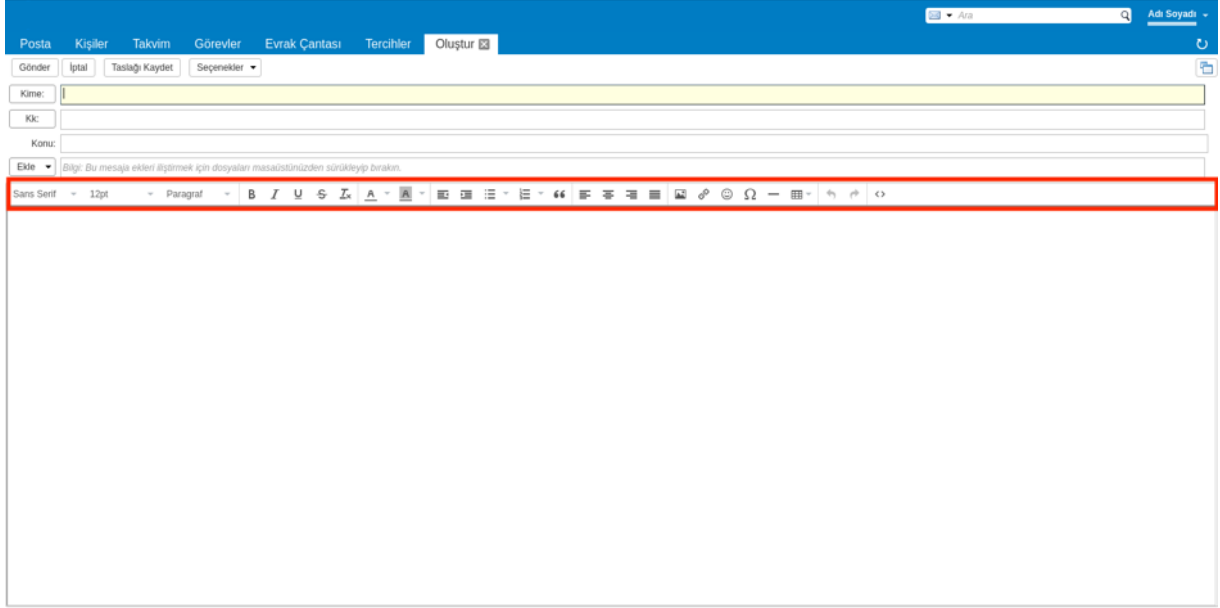 Ara Adı Soyadı
Posta Kişiler Takvim Görevler Evrak Çantası Tercihler Oluştur
Gönder İptal Taslağı Kaydet Seçenekler
Kime:
Kk:
Konu:
Ekle Bilgi: Bu mesaja ekleri iliştirmek için dosyaları masaüstünüzden sürükleyip bırakın.
Sans Serif 12pt Paragraf B I U S Ix A A Ω